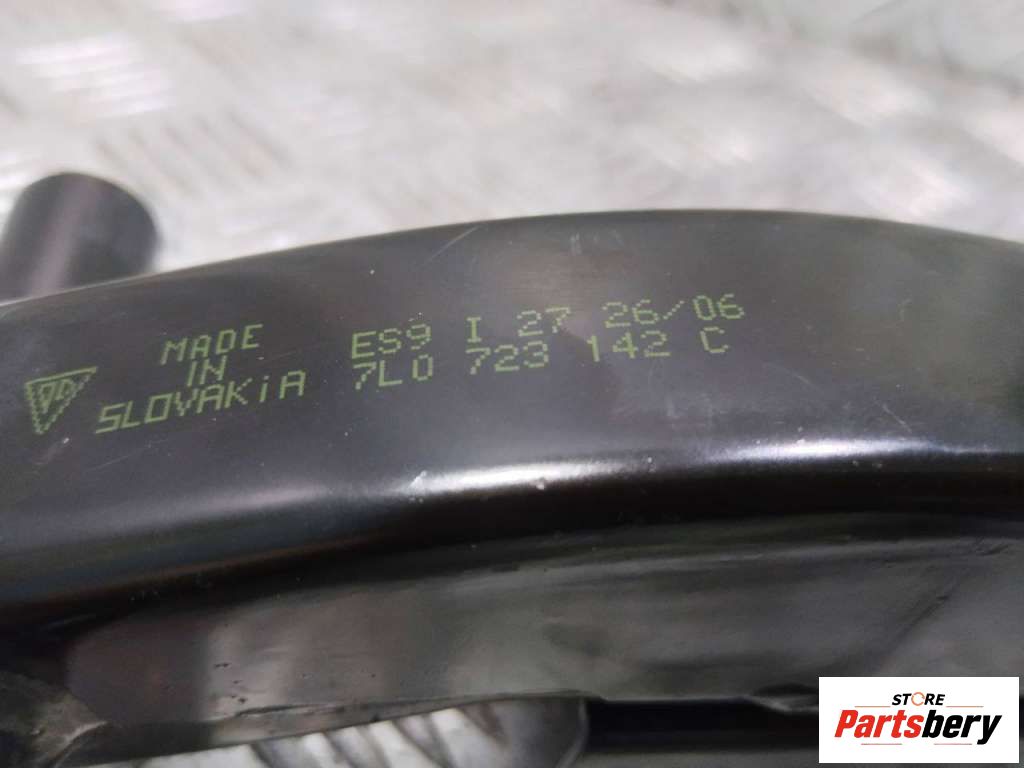 MADE
IN
SLOVAKiA
ES9 I 27 26/06
7L0 723 142 C
STORE
Partsbery